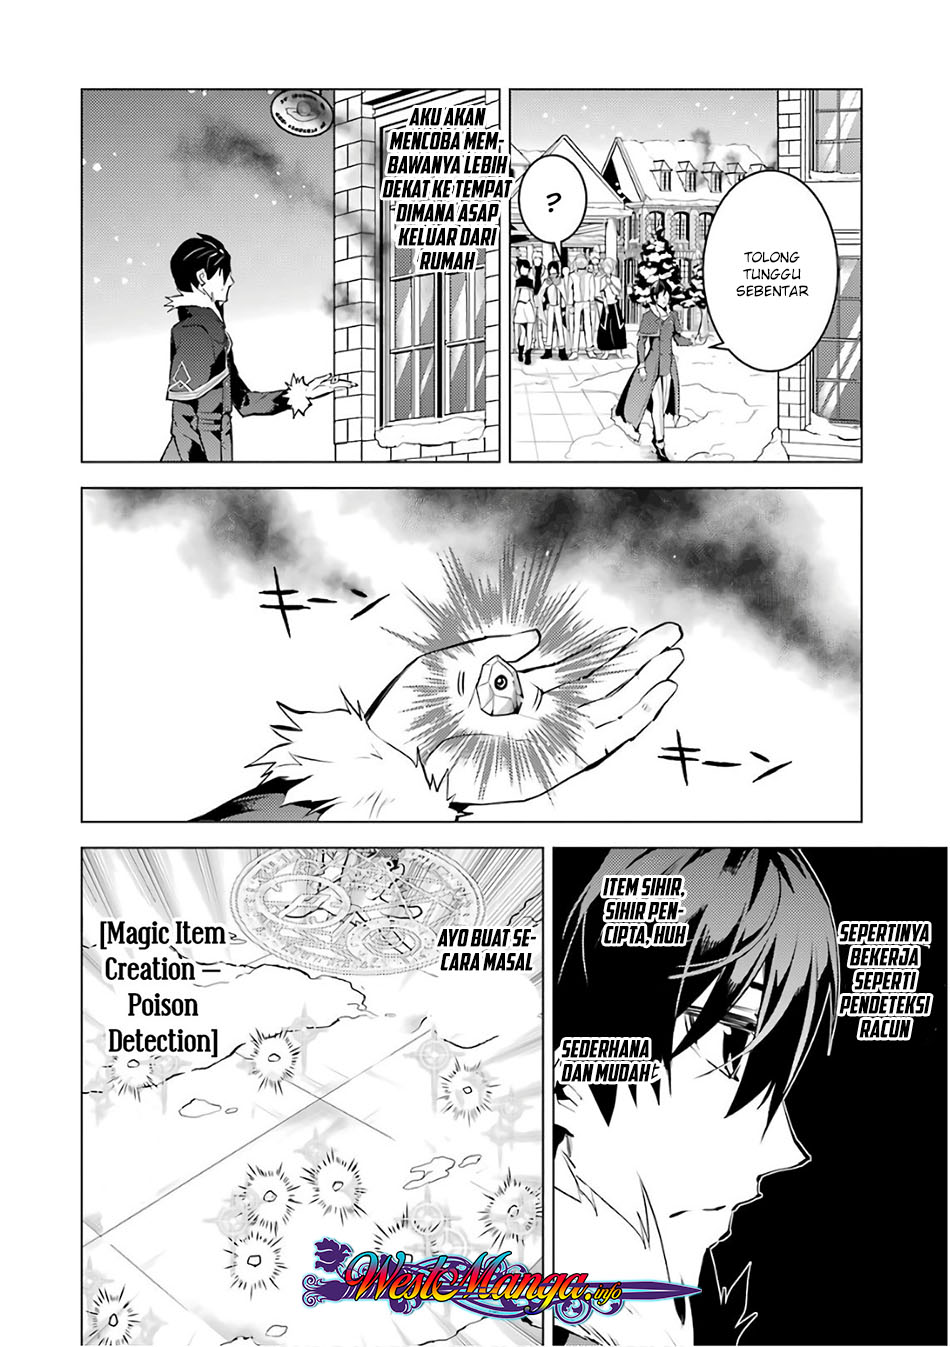 TOLONG
TUNGGU
SEBENTAR
?
AKU AKAN
MENCOBA MEM-
BAWANYA LEBIH
DEKAT KE TEMPAT
DIMANA ASAP
KELUAR DARI
RUMAH
キーン
キーン
SEPERTINYA
BEKERJA
SEPERTI
PENDETEKSI
RACUN
ITEM SIHIR,
SIHIR PEN-
CIPTA, HUH
SEDERHANA
DAN MUDAH
AYO BUAT SE-
CARA MASAL
[Magic Item
Creation —
Poison
Detection]
WestManga.info